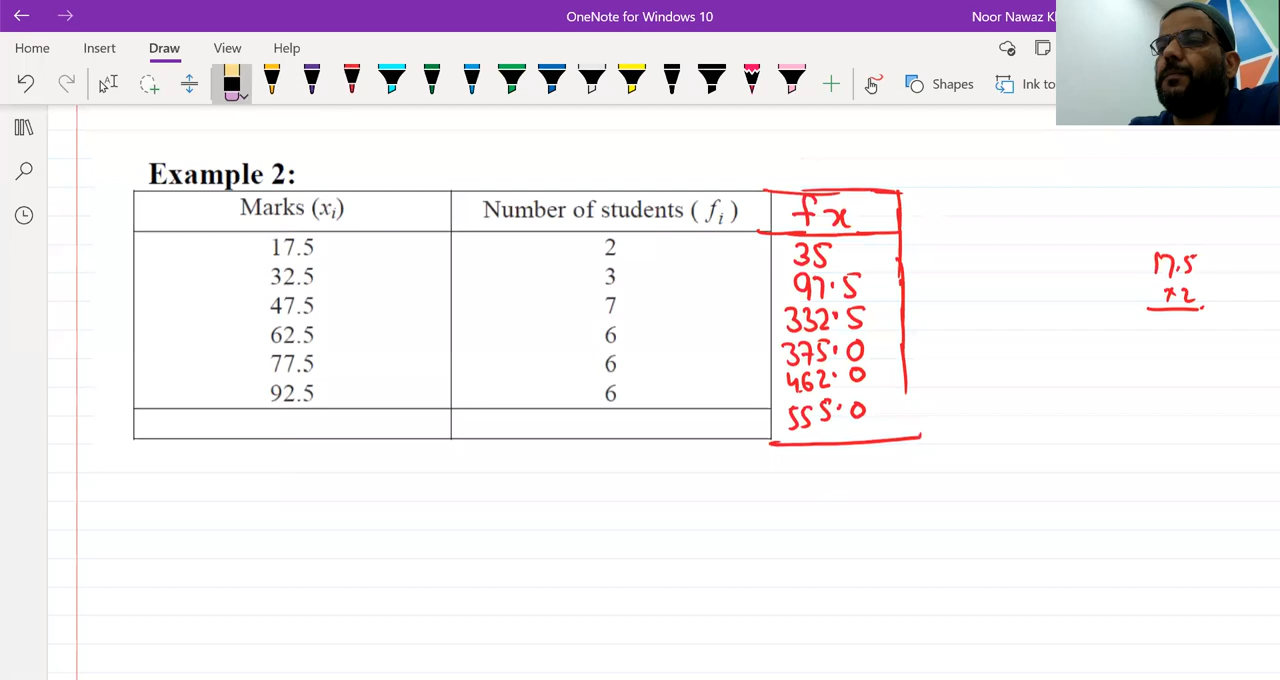 OneNote for Windows 10
Noor Nawaz Kh
Home Insert Draw View Help
Shapes Ink to
Example 2:
Marks (xᵢ) Number of students ( fᵢ ) fx
17.5 2 35
32.5 3 97.5
47.5 7 332.5
62.5 6 375.0
77.5 6 462.0
92.5 6 555.0
17.5
×2